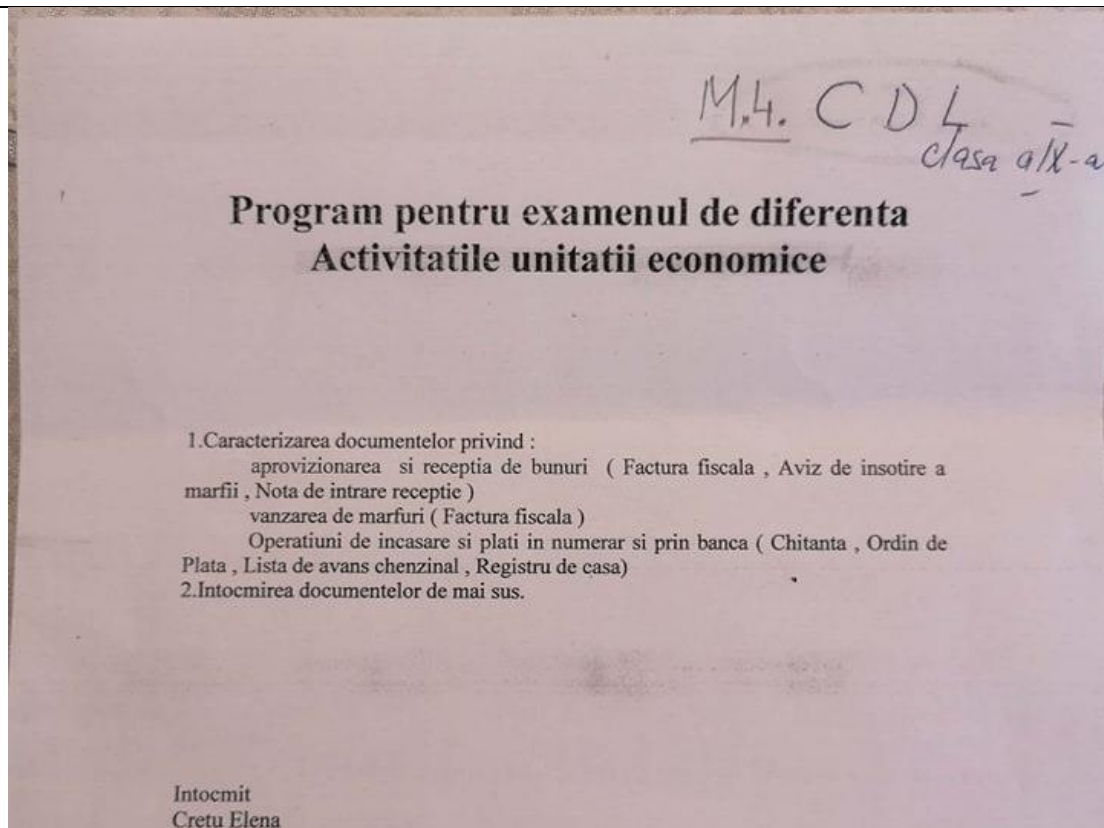 M.4. C D L
clasa a IX-a
Program pentru examenul de diferenta
Activitatile unitatii economice
1.Caracterizarea documentelor privind :
aprovizionarea si receptia de bunuri ( Factura fiscala , Aviz de insotire a
marfii , Nota de intrare receptie )
vanzarea de marfuri ( Factura fiscala )
Operatiuni de incasare si plati in numerar si prin banca ( Chitanta , Ordin de
Plata , Lista de avans chenzinal , Registru de casa)
2.Intocmirea documentelor de mai sus.
Intocmit
Cretu Elena